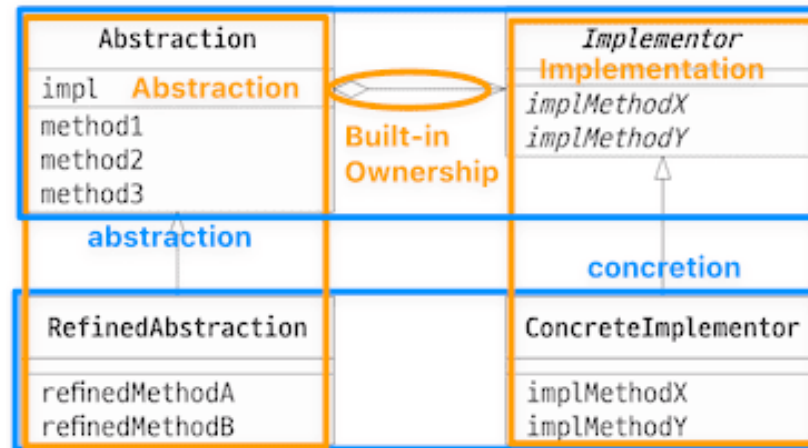 Abstraction
impl
Abstraction
method1
method2
method3
Built-in
Ownership
Implementor
Implementation
implMethodX
implMethodY
abstraction
concretion
RefinedAbstraction
refinedMethodA
refinedMethodB
ConcreteImplementor
implMethodX
implMethodY